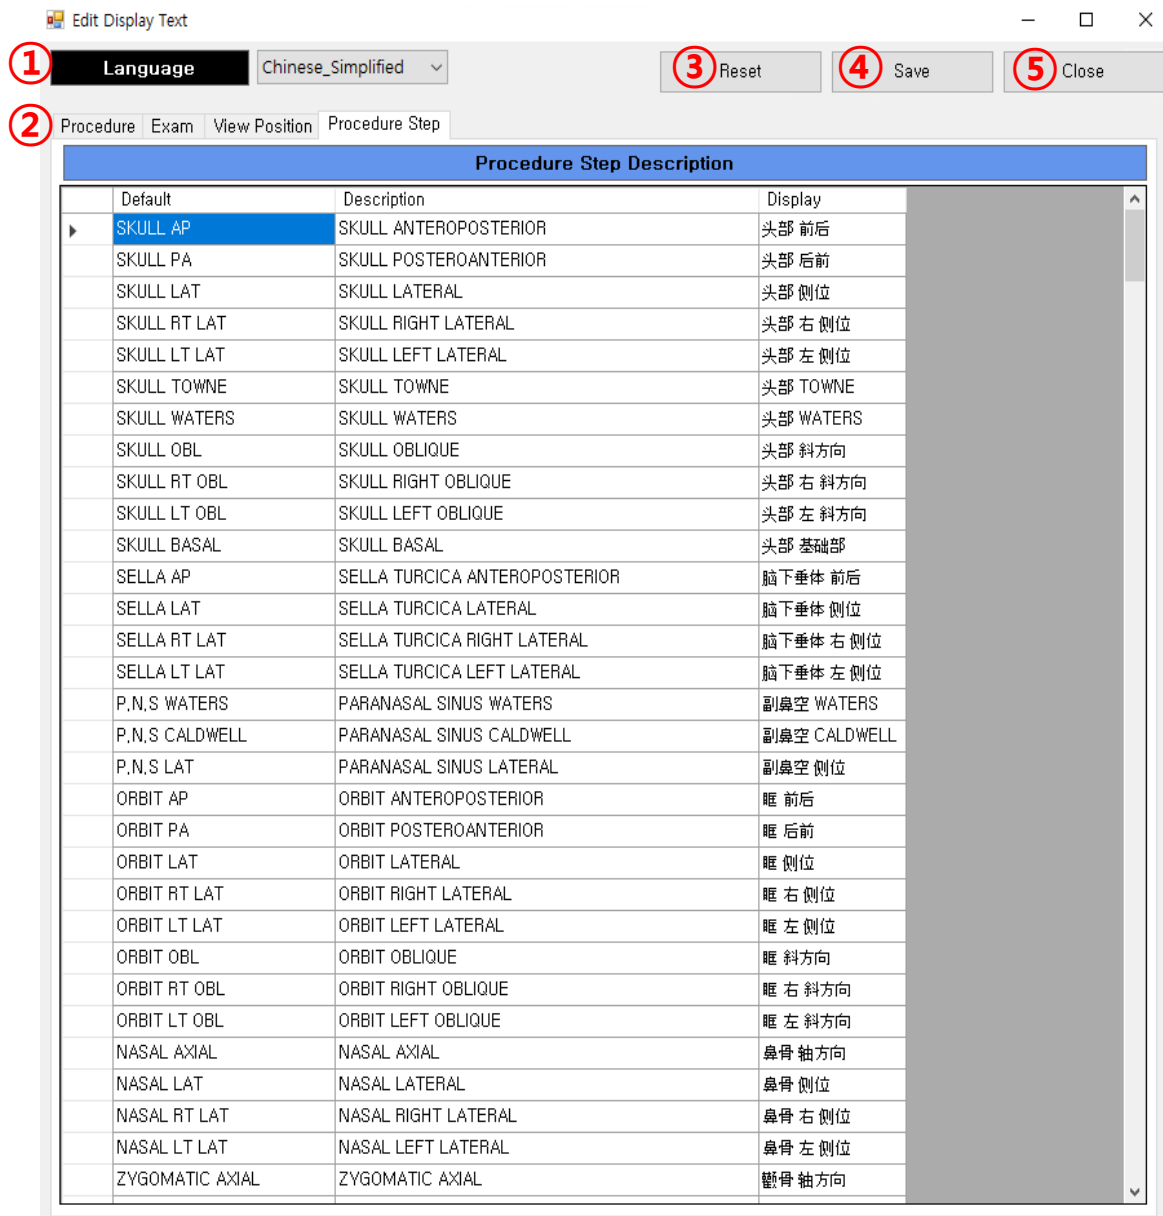 Edit Display Text
① Language Chinese_Simplified ③ Reset ④ Save ⑤ Close
② Procedure Exam View Position Procedure Step
Procedure Step Description
Default Description Display
SKULL AP SKULL ANTEROPOSTERIOR 头部 前后
SKULL PA SKULL POSTEROANTERIOR 头部 后前
SKULL LAT SKULL LATERAL 头部 侧位
SKULL RT LAT SKULL RIGHT LATERAL 头部 右 侧位
SKULL LT LAT SKULL LEFT LATERAL 头部 左 侧位
SKULL TOWNE SKULL TOWNE 头部 TOWNE
SKULL WATERS SKULL WATERS 头部 WATERS
SKULL OBL SKULL OBLIQUE 头部 斜方向
SKULL RT OBL SKULL RIGHT OBLIQUE 头部 右 斜方向
SKULL LT OBL SKULL LEFT OBLIQUE 头部 左 斜方向
SKULL BASAL SKULL BASAL 头部 基础部
SELLA AP SELLA TURCICA ANTEROPOSTERIOR 脑下垂体 前后
SELLA LAT SELLA TURCICA LATERAL 脑下垂体 侧位
SELLA RT LAT SELLA TURCICA RIGHT LATERAL 脑下垂体 右 侧位
SELLA LT LAT SELLA TURCICA LEFT LATERAL 脑下垂体 左 侧位
P.N.S WATERS PARANASAL SINUS WATERS 副鼻空 WATERS
P.N.S CALDWELL PARANASAL SINUS CALDWELL 副鼻空 CALDWELL
P.N.S LAT PARANASAL SINUS LATERAL 副鼻空 侧位
ORBIT AP ORBIT ANTEROPOSTERIOR 眶 前后
ORBIT PA ORBIT POSTEROANTERIOR 眶 后前
ORBIT LAT ORBIT LATERAL 眶 侧位
ORBIT RT LAT ORBIT RIGHT LATERAL 眶 右 侧位
ORBIT LT LAT ORBIT LEFT LATERAL 眶 左 侧位
ORBIT OBL ORBIT OBLIQUE 眶 斜方向
ORBIT RT OBL ORBIT RIGHT OBLIQUE 眶 右 斜方向
ORBIT LT OBL ORBIT LEFT OBLIQUE 眶 左 斜方向
NASAL AXIAL NASAL AXIAL 鼻骨 轴方向
NASAL LAT NASAL LATERAL 鼻骨 侧位
NASAL RT LAT NASAL RIGHT LATERAL 鼻骨 右 侧位
NASAL LT LAT NASAL LEFT LATERAL 鼻骨 左 侧位
ZYGOMATIC AXIAL ZYGOMATIC AXIAL 颧骨 轴方向